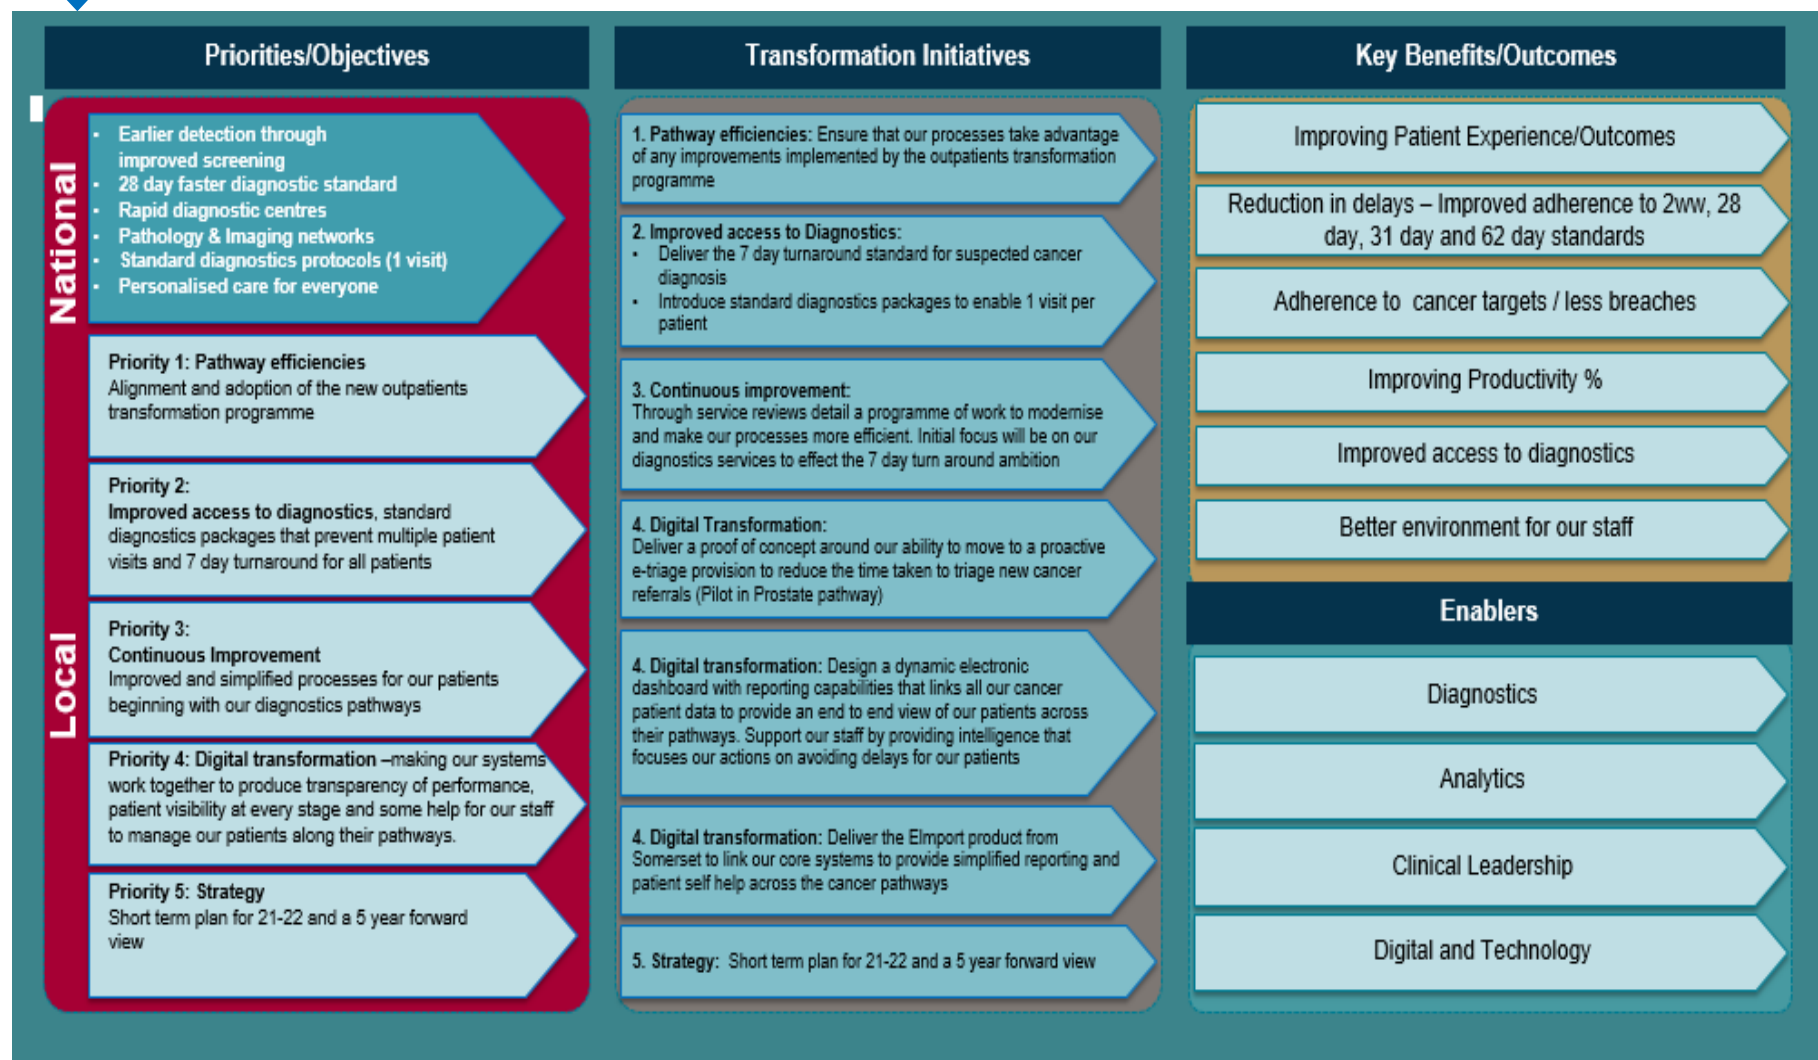 Priorities/Objectives
National
• Earlier detection through
improved screening
• 28 day faster diagnostic standard
• Rapid diagnostic centres
• Pathology & Imaging networks
• Standard diagnostics protocols (1 visit)
• Personalised care for everyone
Local
Priority 1: Pathway efficiencies
Alignment and adoption of the new outpatients
transformation programme
Priority 2:
Improved access to diagnostics, standard
diagnostics packages that prevent multiple patient
visits and 7 day turnaround for all patients
Priority 3:
Continuous Improvement
Improved and simplified processes for our patients
beginning with our diagnostics pathways
Priority 4: Digital transformation –making our systems
work together to produce transparency of performance,
patient visibility at every stage and some help for our staff
to manage our patients along their pathways.
Priority 5: Strategy
Short term plan for 21-22 and a 5 year forward
view
Transformation Initiatives
1. Pathway efficiencies: Ensure that our processes take advantage
of any improvements implemented by the outpatients transformation
programme
2. Improved access to Diagnostics:
• Deliver the 7 day turnaround standard for suspected cancer
diagnosis
• Introduce standard diagnostics packages to enable 1 visit per
patient
3. Continuous improvement:
Through service reviews detail a programme of work to modernise
and make our processes more efficient. Initial focus will be on our
diagnostics services to effect the 7 day turn around ambition
4. Digital Transformation:
Deliver a proof of concept around our ability to move to a proactive
e-triage provision to reduce the time taken to triage new cancer
referrals (Pilot in Prostate pathway)
4. Digital transformation: Design a dynamic electronic
dashboard with reporting capabilities that links all our cancer
patient data to provide an end to end view of our patients across
their pathways. Support our staff by providing intelligence that
focuses our actions on avoiding delays for our patients
4. Digital transformation: Deliver the EImport product from
Somerset to link our core systems to provide simplified reporting and
patient self help across the cancer pathways
5. Strategy: Short term plan for 21-22 and a 5 year forward view
Key Benefits/Outcomes
Improving Patient Experience/Outcomes
Reduction in delays – Improved adherence to 2ww, 28
day, 31 day and 62 day standards
Adherence to cancer targets / less breaches
Improving Productivity %
Improved access to diagnostics
Better environment for our staff
Enablers
Diagnostics
Analytics
Clinical Leadership
Digital and Technology